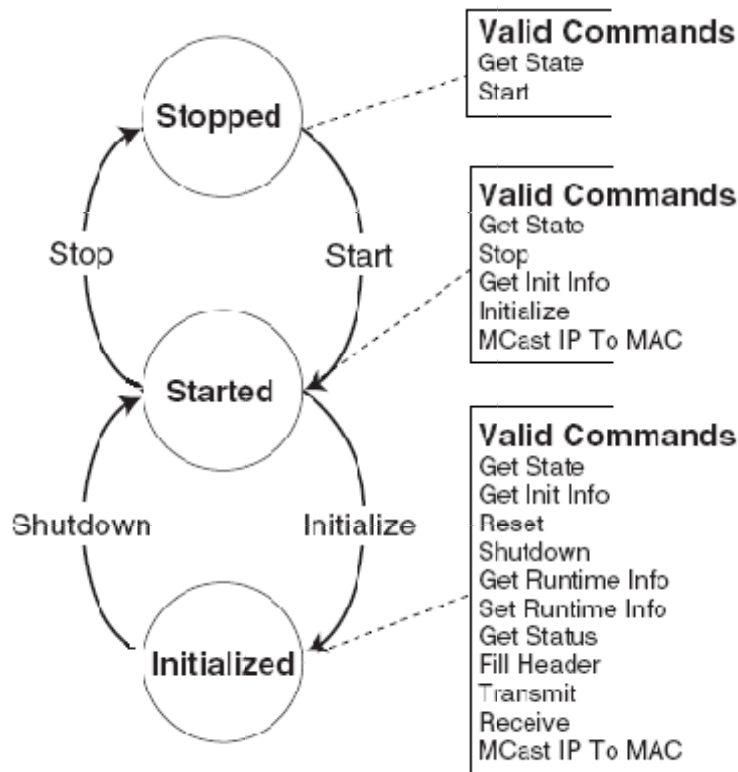 Stopped
Valid Commands
Get State
Start
Stop
Start
Valid Commands
Get State
Stop
Get Init Info
Initialize
MCast IP To MAC
Started
Shutdown
Initialize
Valid Commands
Get State
Get Init Info
Reset
Shutdown
Get Runtime Info
Set Runtime Info
Get Status
Fill Header
Transmit
Receive
MCast IP To MAC
Initialized